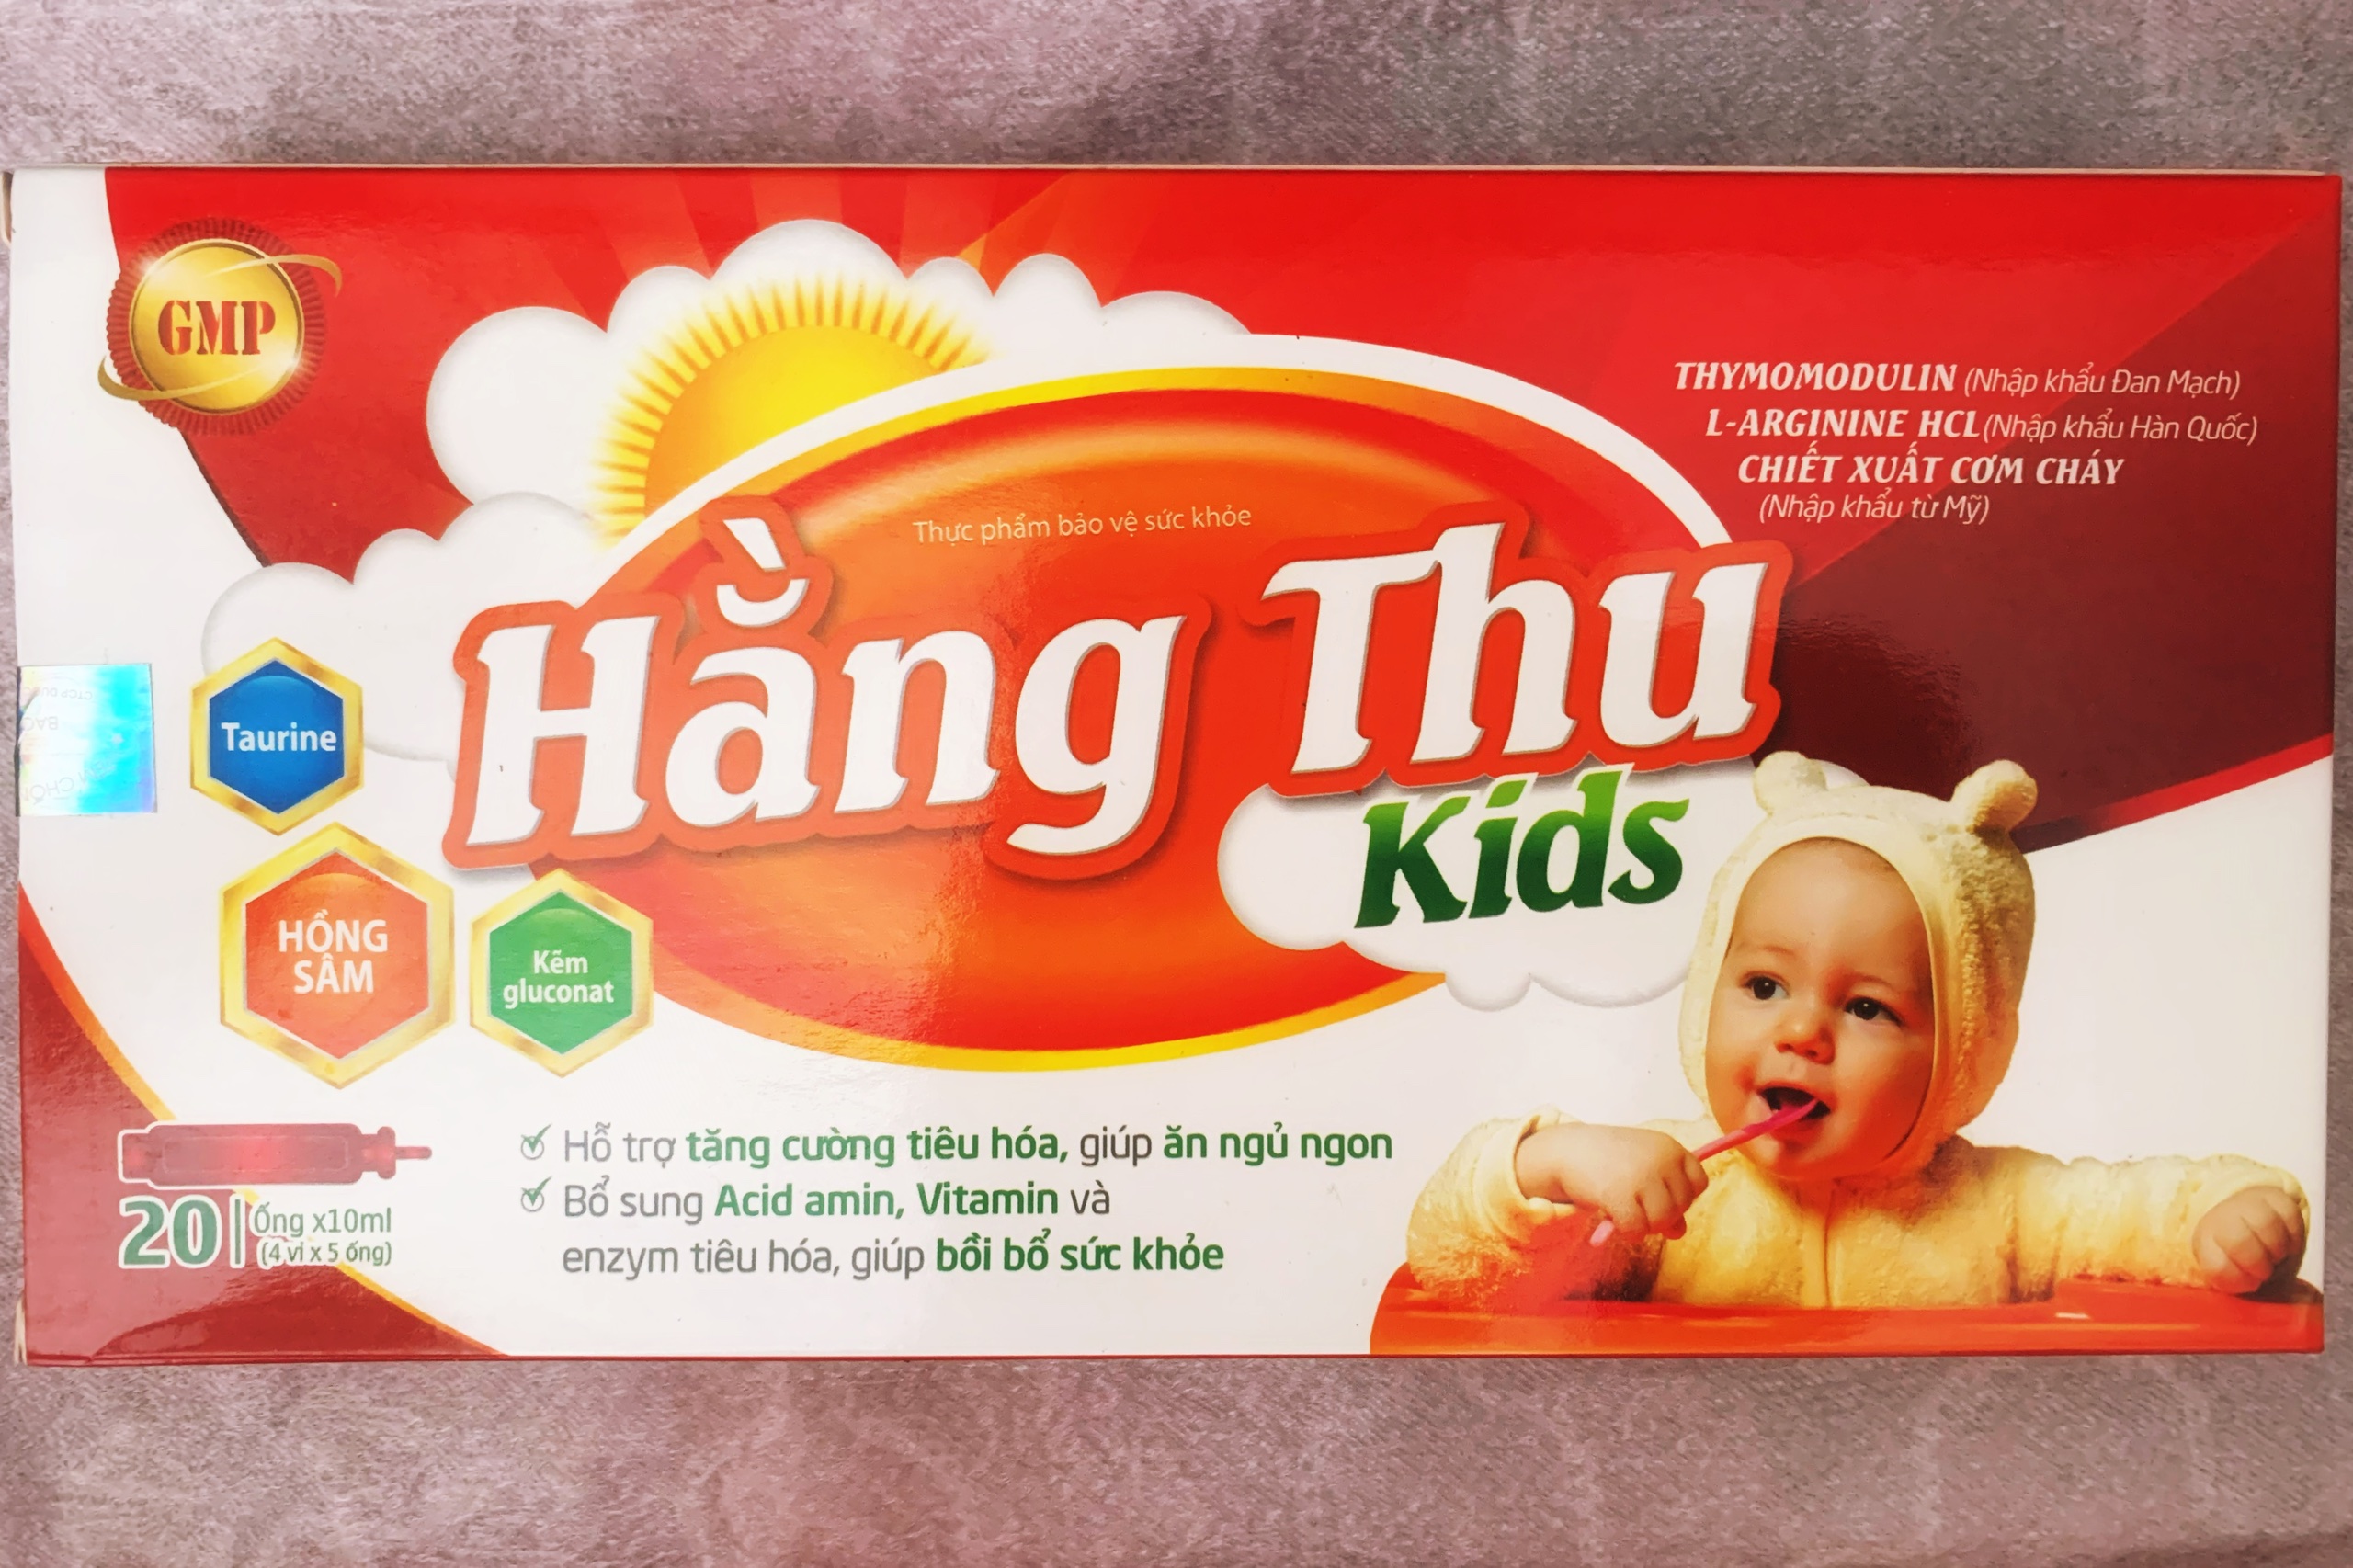 GMP
THYMOMODULIN (Nhập khẩu Đan Mạch)
L-ARGININE HCL (Nhập khẩu Hàn Quốc)
CHIẾT XUẤT CƠM CHÁY
(Nhập khẩu từ Mỹ)
Thực phẩm bảo vệ sức khỏe
Hằng Thu
Kids
Taurine
HỒNG
SÂM
Kẽm
gluconat
Hỗ trợ tăng cường tiêu hóa, giúp ăn ngủ ngon
Bổ sung Acid amin, Vitamin và
enzym tiêu hóa, giúp bồi bổ sức khỏe
20 Ống x10ml
(4 vỉ x 5 ống)